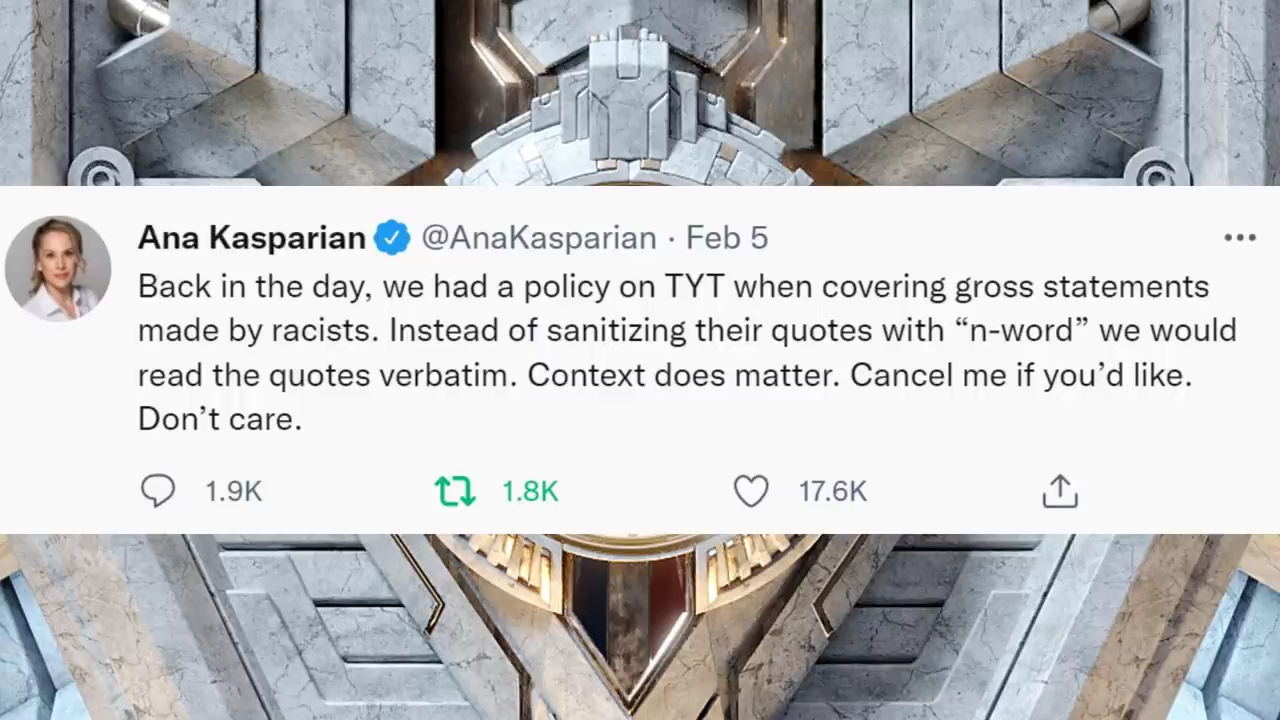 Ana Kasparian @AnaKasparian · Feb 5
Back in the day, we had a policy on TYT when covering gross statements
made by racists. Instead of sanitizing their quotes with “n-word” we would
read the quotes verbatim. Context does matter. Cancel me if you’d like.
Don’t care.
1.9K 1.8K 17.6K